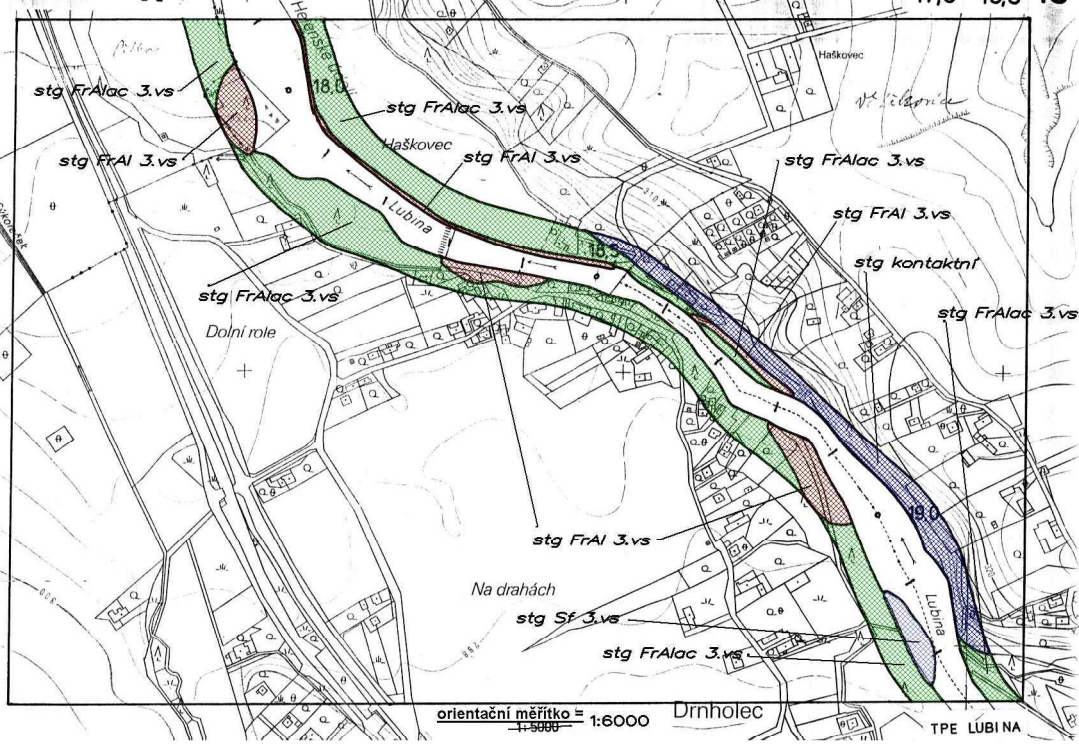 Haškovec
stg FrAlac 3.vs
18.0
stg FrAlac 3.vs
Haškovec
stg FrAl 3.vs
stg FrAl 3.vs
stg FrAlac 3.vs
Lubina
stg FrAl 3.vs
stg kontaktní
stg FrAlac 3.vs
stg FrAlac 3.vs
Dolní role
19.0
stg FrAl 3.vs
Na drahách
stg Sf 3.vs
Lubina
stg FrAlac 3.vs
orientační měřítko =
1:5000
1:6000
Drnholec
TPE LUBINA